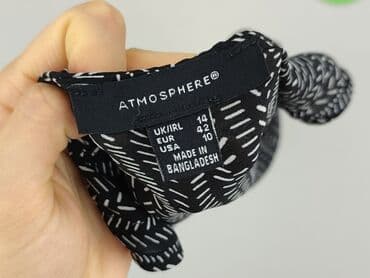 ATMOSPHERE®
UK/IRL 14
EUR 42
USA 10
MADE IN
BANGLADESH